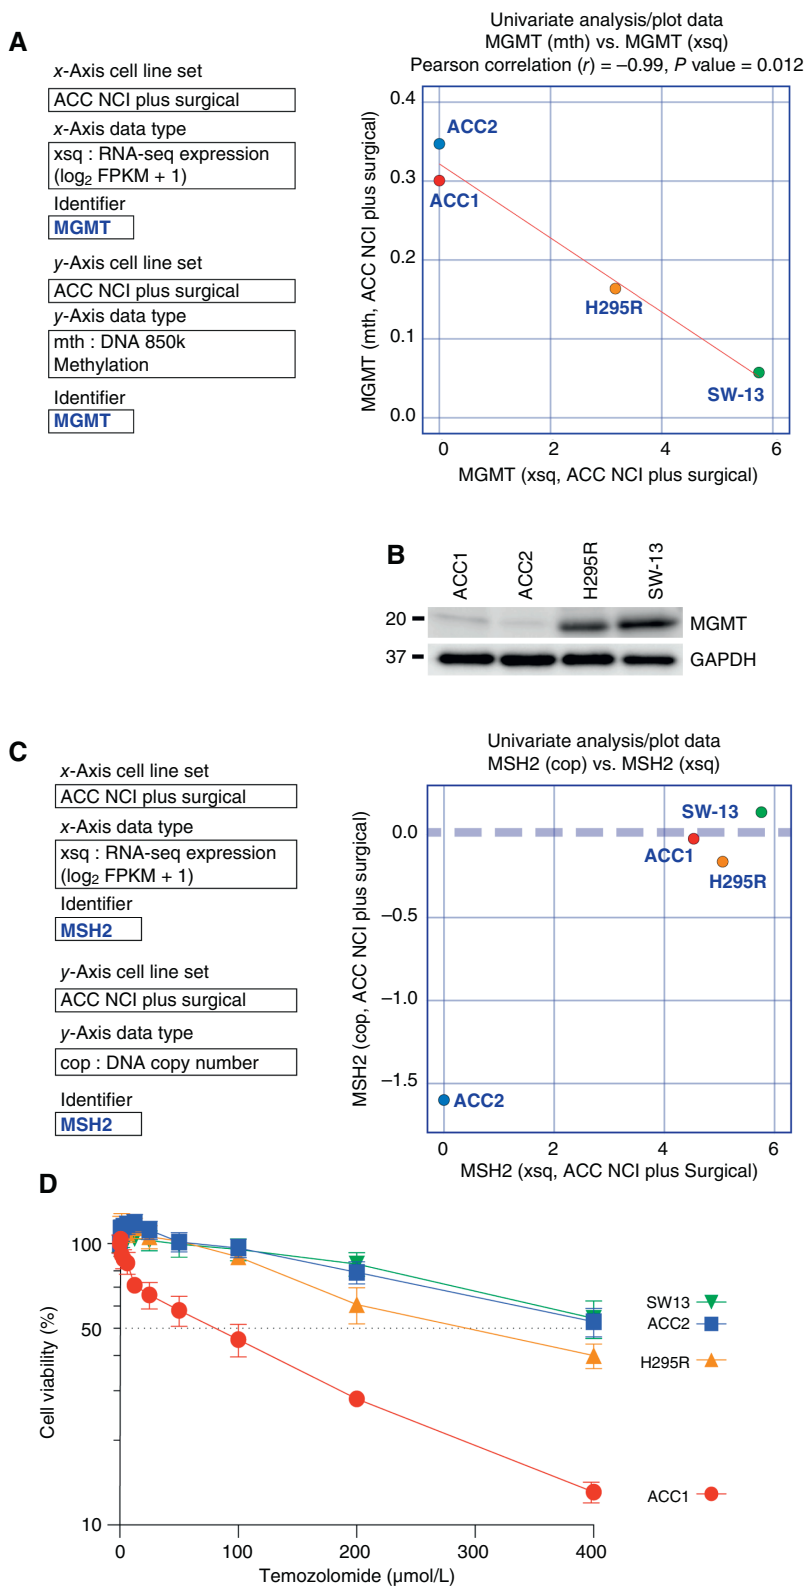 A
x-Axis cell line set
ACC NCI plus surgical
x-Axis data type
xsq : RNA-seq expression
(log₂ FPKM + 1)
Identifier
MGMT
y-Axis cell line set
ACC NCI plus surgical
y-Axis data type
mth : DNA 850k
Methylation
Identifier
MGMT
Univariate analysis/plot data
MGMT (mth) vs. MGMT (xsq)
Pearson correlation (r) = –0.99, P value = 0.012
MGMT (mth, ACC NCI plus surgical)
0.4
0.3
0.2
0.1
0.0
ACC2
ACC1
H295R
SW-13
0 2 4 6
MGMT (xsq, ACC NCI plus surgical)
B
ACC1
ACC2
H295R
SW-13
20
MGMT
37
GAPDH
C
x-Axis cell line set
ACC NCI plus surgical
x-Axis data type
xsq : RNA-seq expression
(log₂ FPKM + 1)
Identifier
MSH2
y-Axis cell line set
ACC NCI plus surgical
y-Axis data type
cop : DNA copy number
Identifier
MSH2
Univariate analysis/plot data
MSH2 (cop) vs. MSH2 (xsq)
MSH2 (cop, ACC NCI plus surgical)
0.0
–0.5
–1.0
–1.5
SW-13
ACC1
H295R
ACC2
0 2 4 6
MSH2 (xsq, ACC NCI plus Surgical)
D
Cell viability (%)
100
50
10
0 100 200 300 400
Temozolomide (μmol/L)
SW13
ACC2
H295R
ACC1